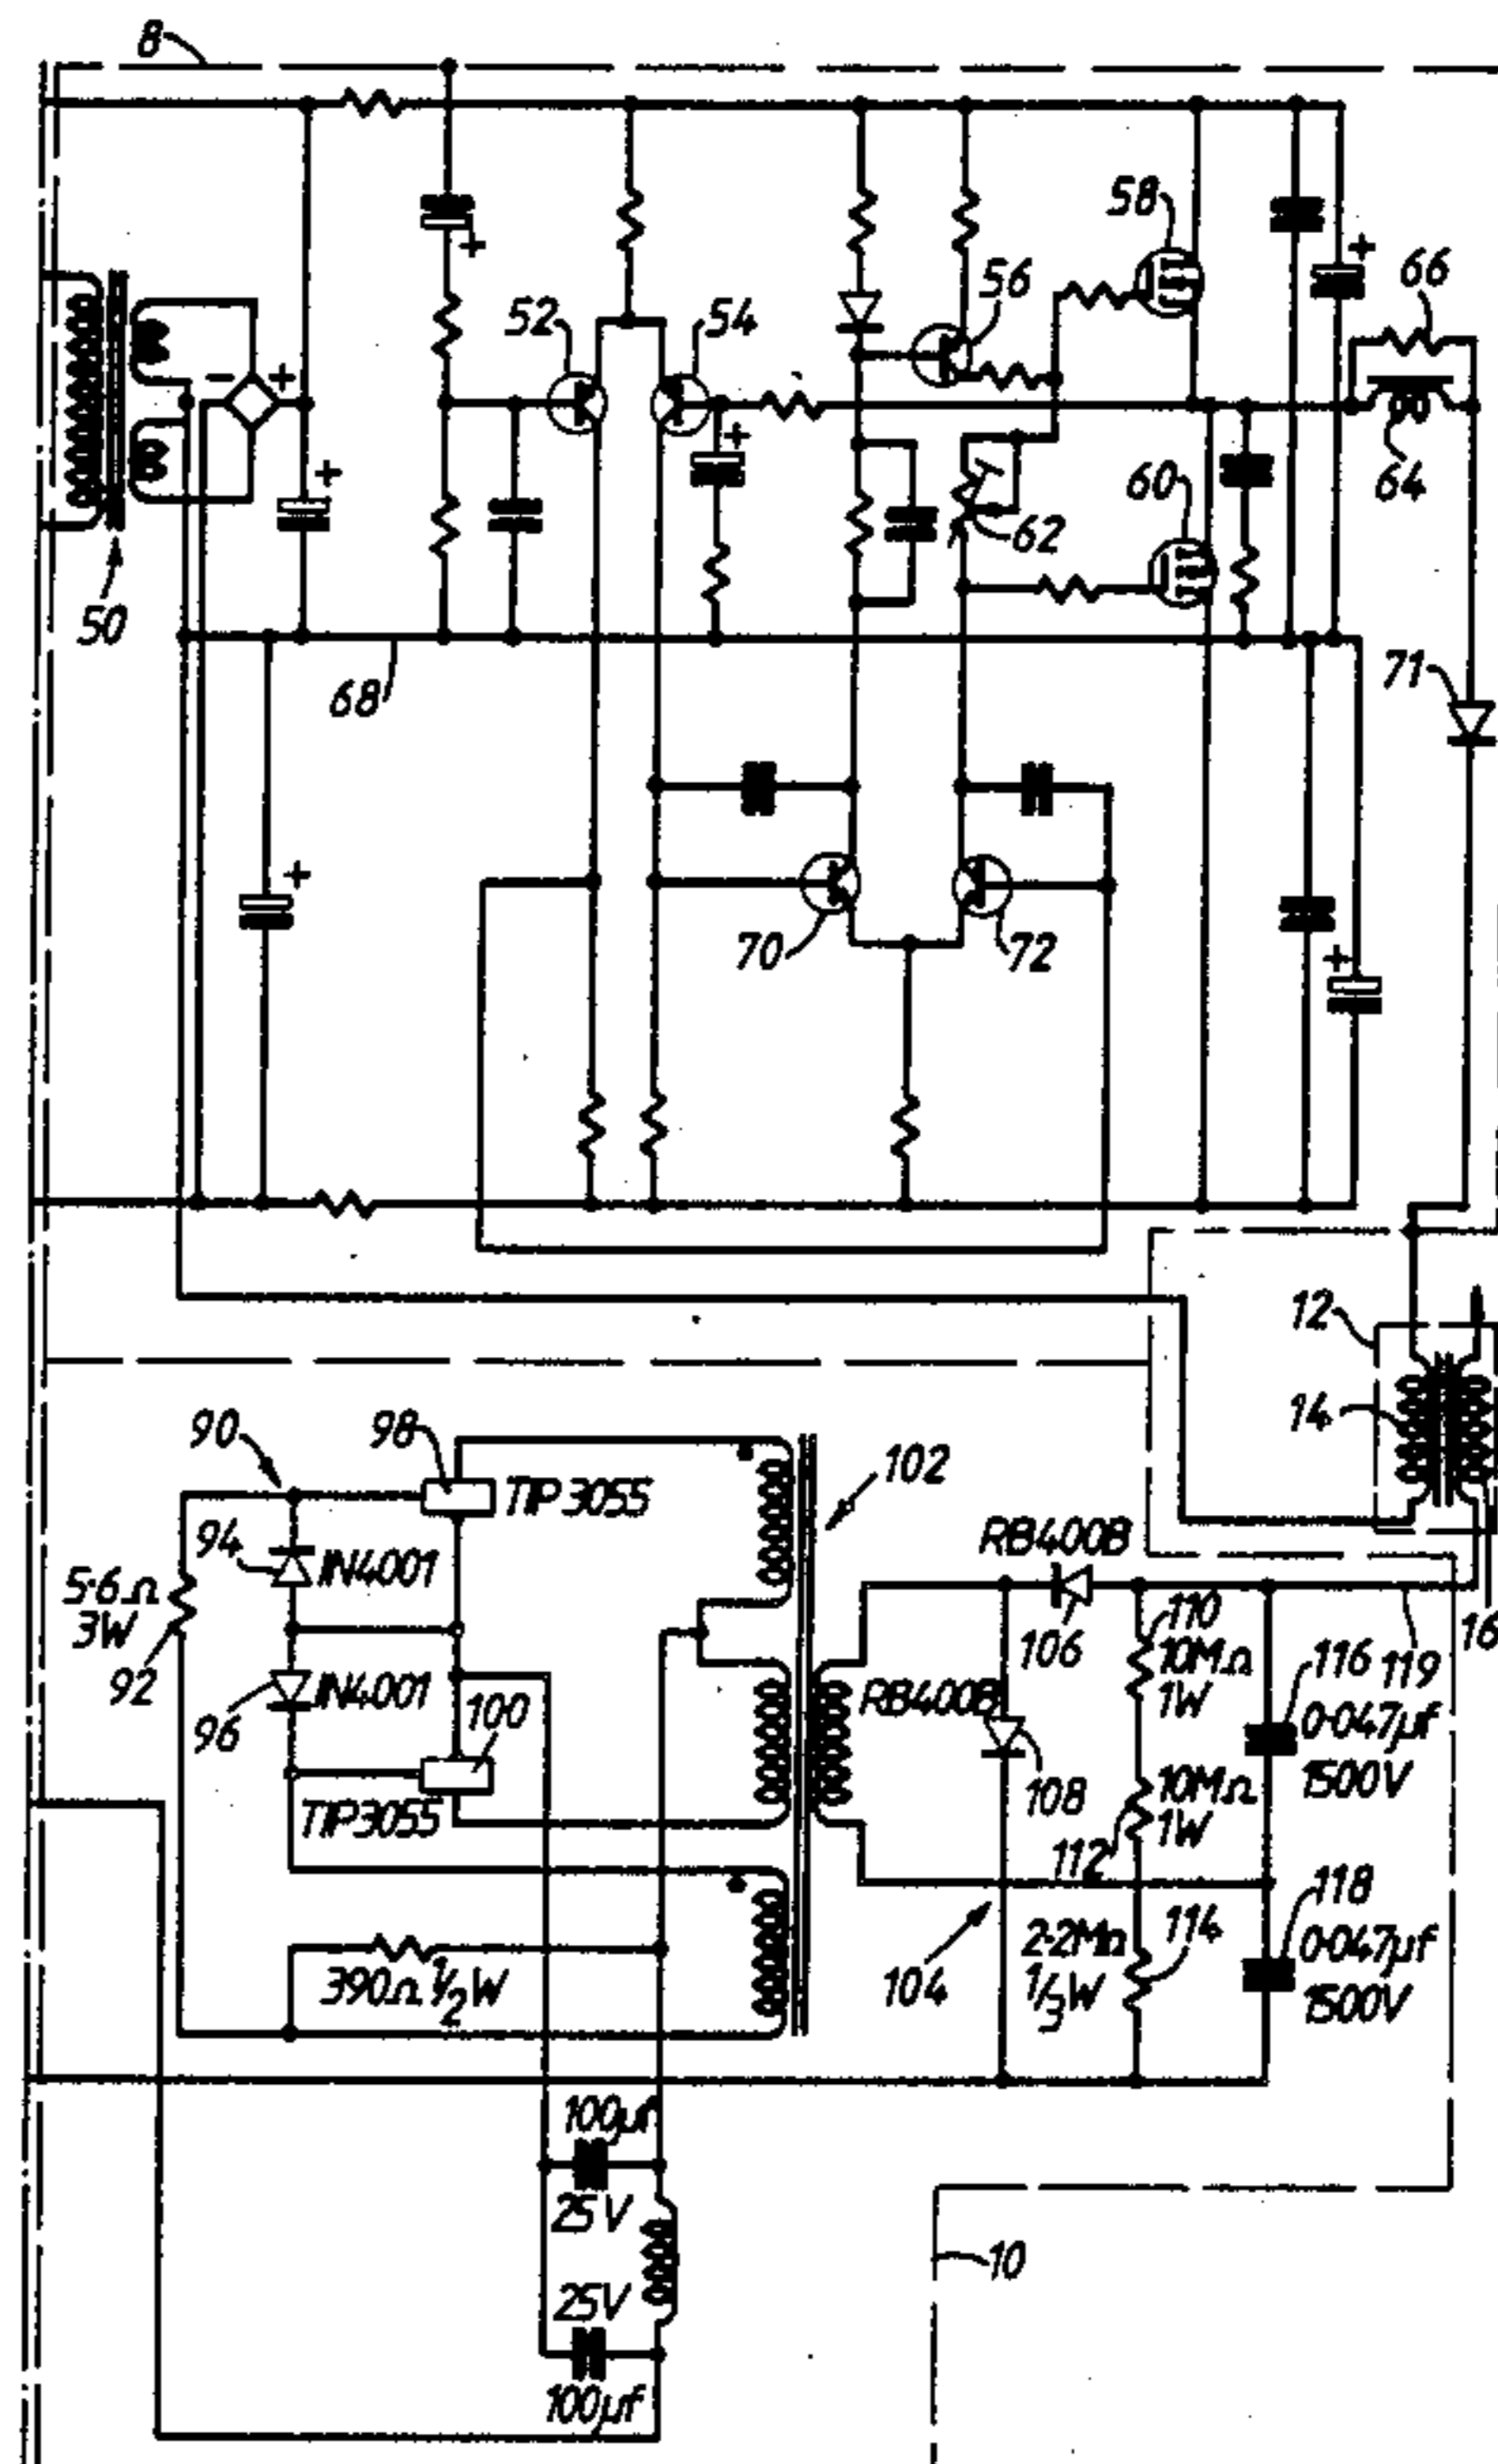 8
58
66
52
54
56
+
+
- +
+
+
60
62
64
50
68
71
+
70
72
+
12
14
90
98
TIP 3055
102
94
IN4001
RB400B
5·6Ω
3W
92
106
110
10MΩ
1W
16
IN4001
96
100
RB400B
116
119
0·047µf
1500V
TIP3055
108
10MΩ
1W
112
118
390Ω ½W
104
2·2MΩ
⅓W
114
0·047µf
1500V
100µf
25V
10
25V
100µf